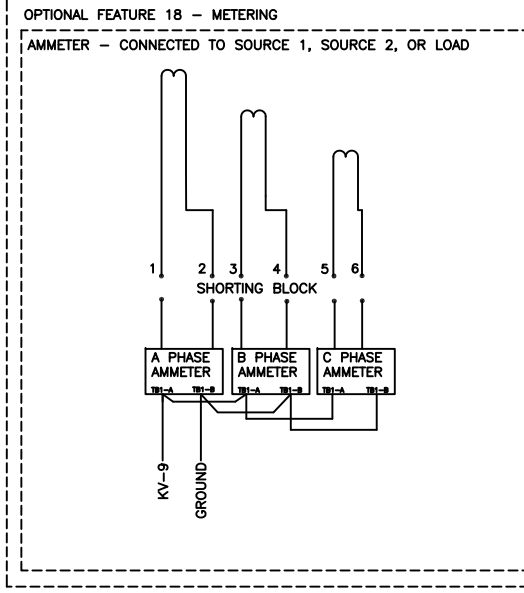 OPTIONAL FEATURE 18 – METERING
AMMETER – CONNECTED TO SOURCE 1, SOURCE 2, OR LOAD
1 2 3 4 5 6
SHORTING BLOCK
A PHASE AMMETER
TB1-A TB1-B
B PHASE AMMETER
TB1-A TB1-B
C PHASE AMMETER
TB1-A TB1-B
KV-9
GROUND